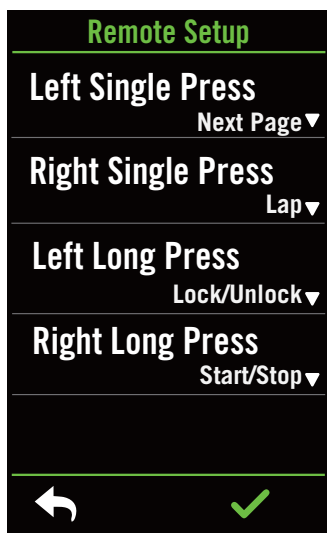 Remote Setup
Left Single Press
Next Page
Right Single Press
Lap
Left Long Press
Lock/Unlock
Right Long Press
Start/Stop